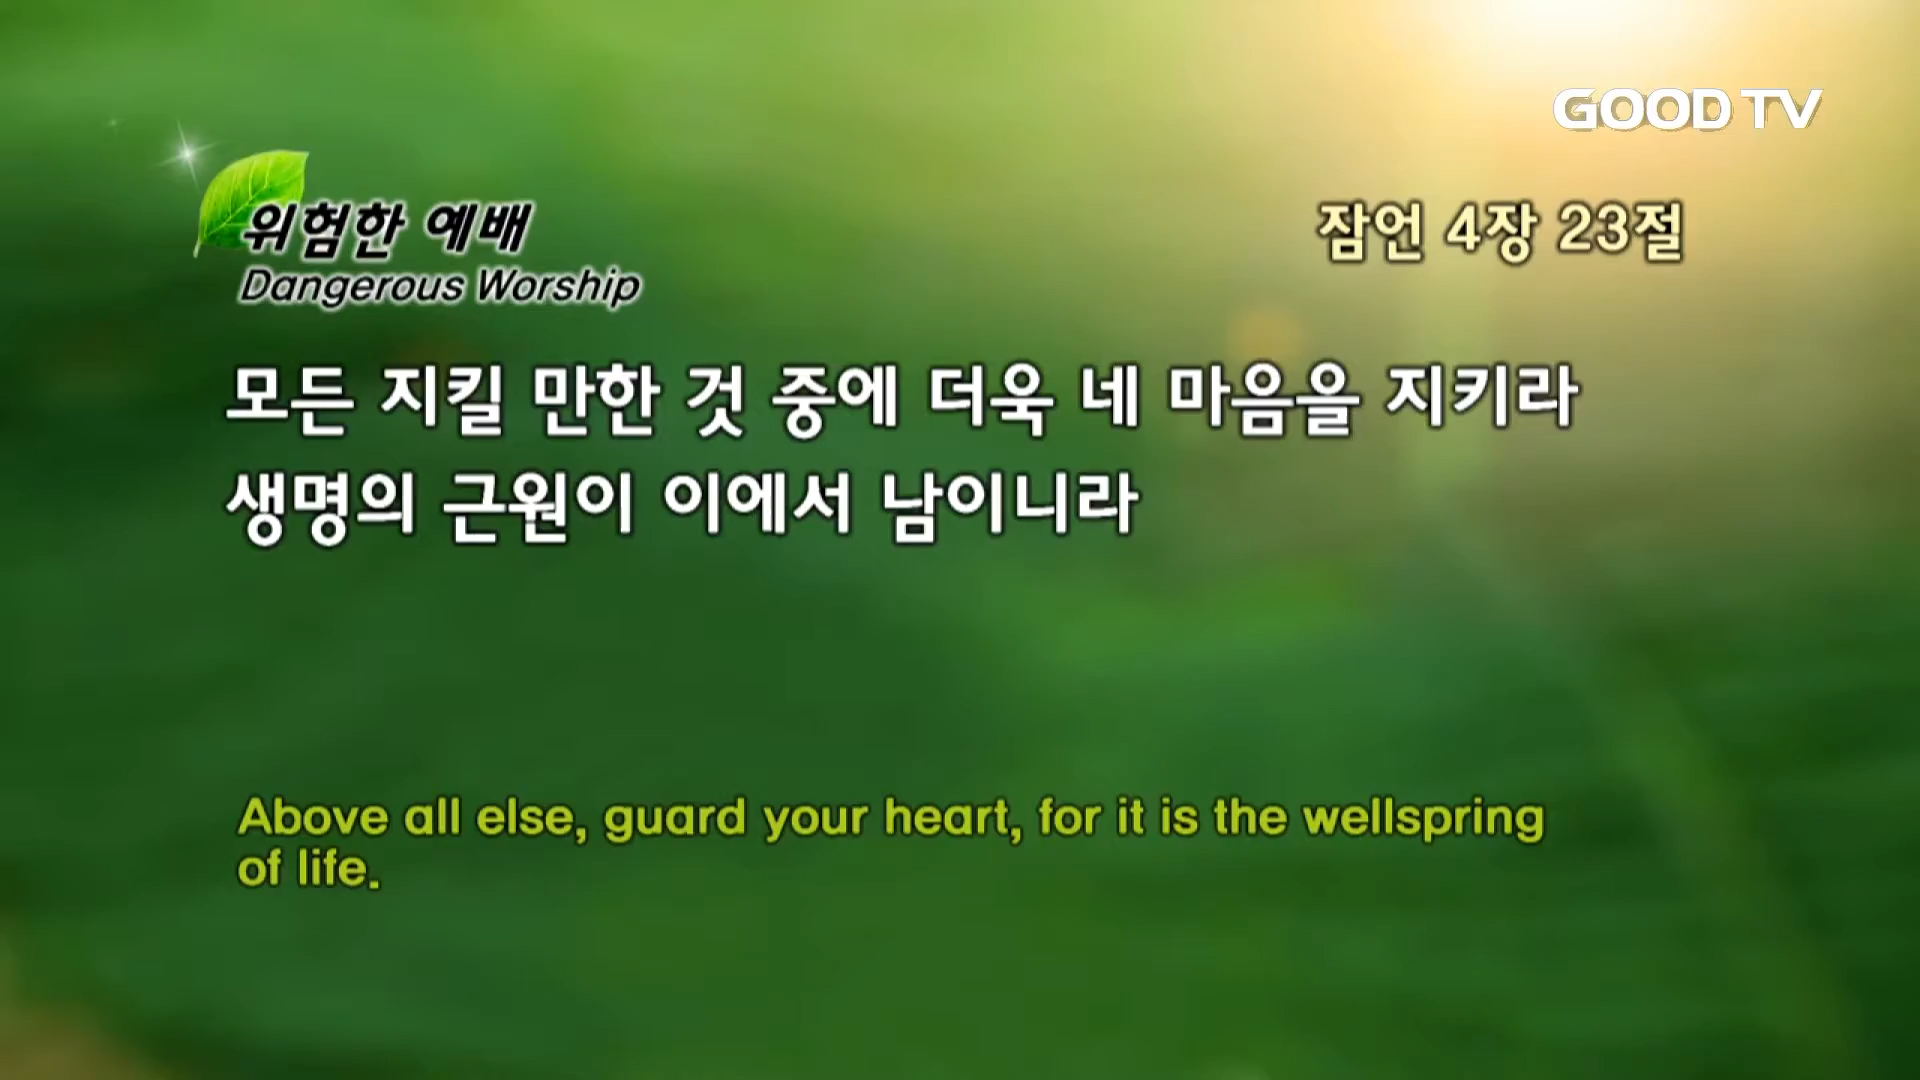 GOOD TV
위험한 예배
Dangerous Worship
잠언 4장 23절
모든 지킬 만한 것 중에 더욱 네 마음을 지키라
생명의 근원이 이에서 남이니라
Above all else, guard your heart, for it is the wellspring
of life.